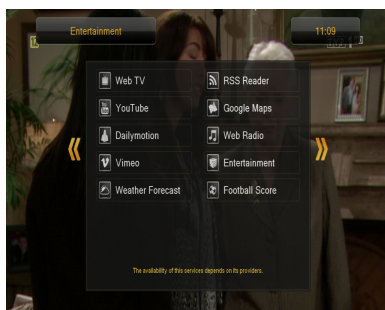 Entertainment
11:09
Web TV
RSS Reader
YouTube
Google Maps
Dailymotion
Web Radio
Vimeo
Entertainment
Weather Forecast
Football Score
The availability of this services depends on its providers.